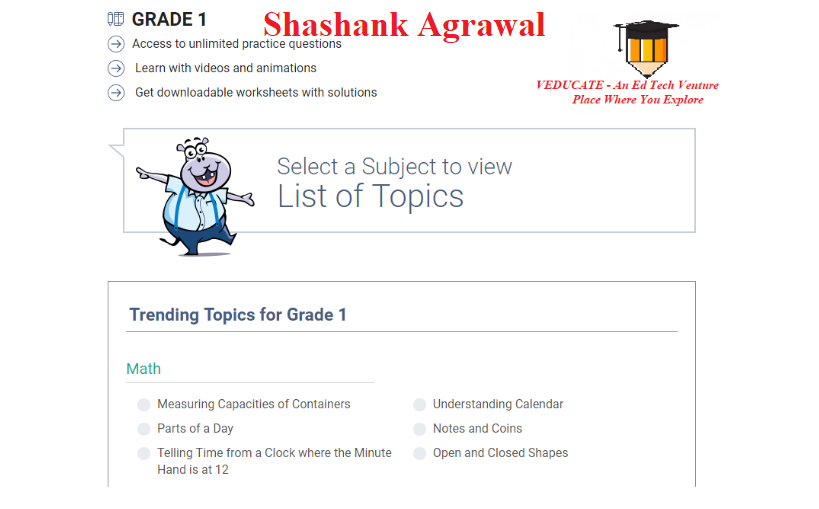 GRADE 1
Shashank Agrawal
Access to unlimited practice questions
Learn with videos and animations
Get downloadable worksheets with solutions
VEDUCATE - An Ed Tech Venture
Place Where You Explore
Select a Subject to view
List of Topics
Trending Topics for Grade 1
Math
Measuring Capacities of Containers
Understanding Calendar
Parts of a Day
Notes and Coins
Telling Time from a Clock where the Minute
Hand is at 12
Open and Closed Shapes